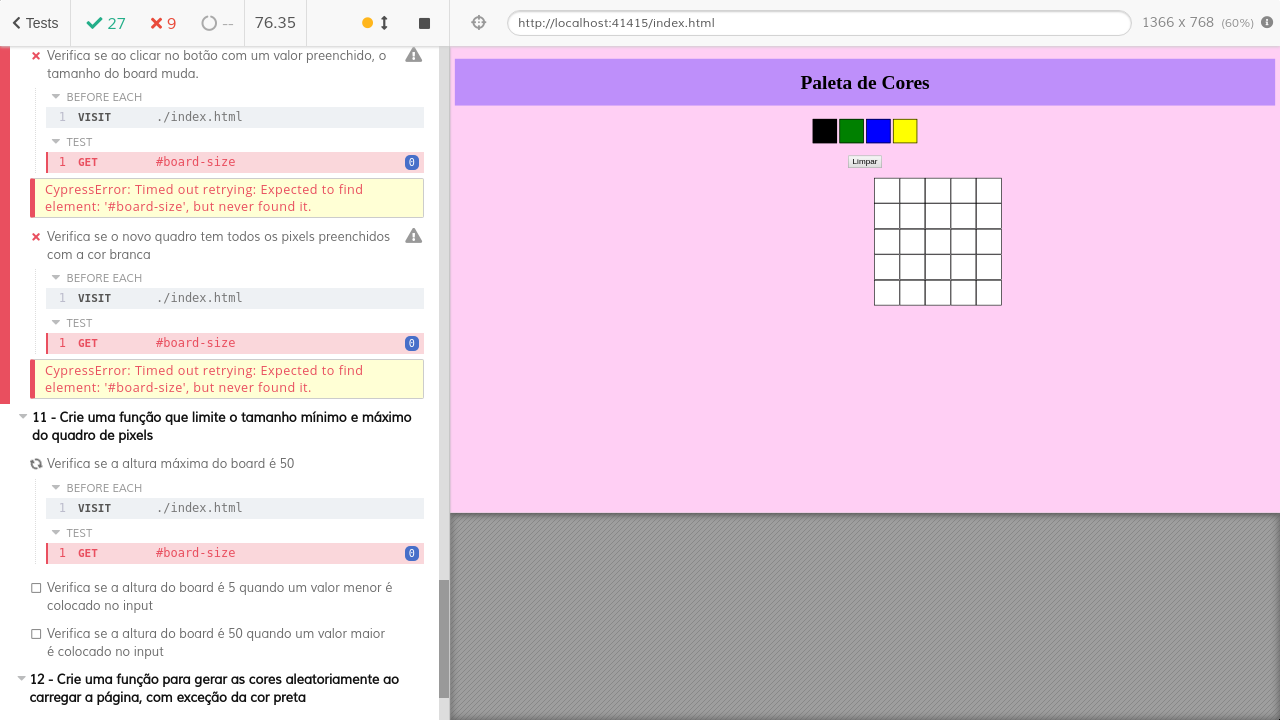 Tests
27
9
--
76.35
http://localhost:41415/index.html
1366 x 768 (60%)
Verifica se ao clicar no botão com um valor preenchido, o
tamanho do board muda.
BEFORE EACH
1 VISIT ./index.html
TEST
1 GET #board-size 0
CypressError: Timed out retrying: Expected to find
element: '#board-size', but never found it.
Verifica se o novo quadro tem todos os pixels preenchidos
com a cor branca
BEFORE EACH
1 VISIT ./index.html
TEST
1 GET #board-size 0
CypressError: Timed out retrying: Expected to find
element: '#board-size', but never found it.
11 - Crie uma função que limite o tamanho mínimo e máximo
do quadro de pixels
Verifica se a altura máxima do board é 50
BEFORE EACH
1 VISIT ./index.html
TEST
1 GET #board-size 0
Verifica se a altura do board é 5 quando um valor menor é
colocado no input
Verifica se a altura do board é 50 quando um valor maior
é colocado no input
12 - Crie uma função para gerar as cores aleatoriamente ao
carregar a página, com exceção da cor preta
Paleta de Cores
Limpar